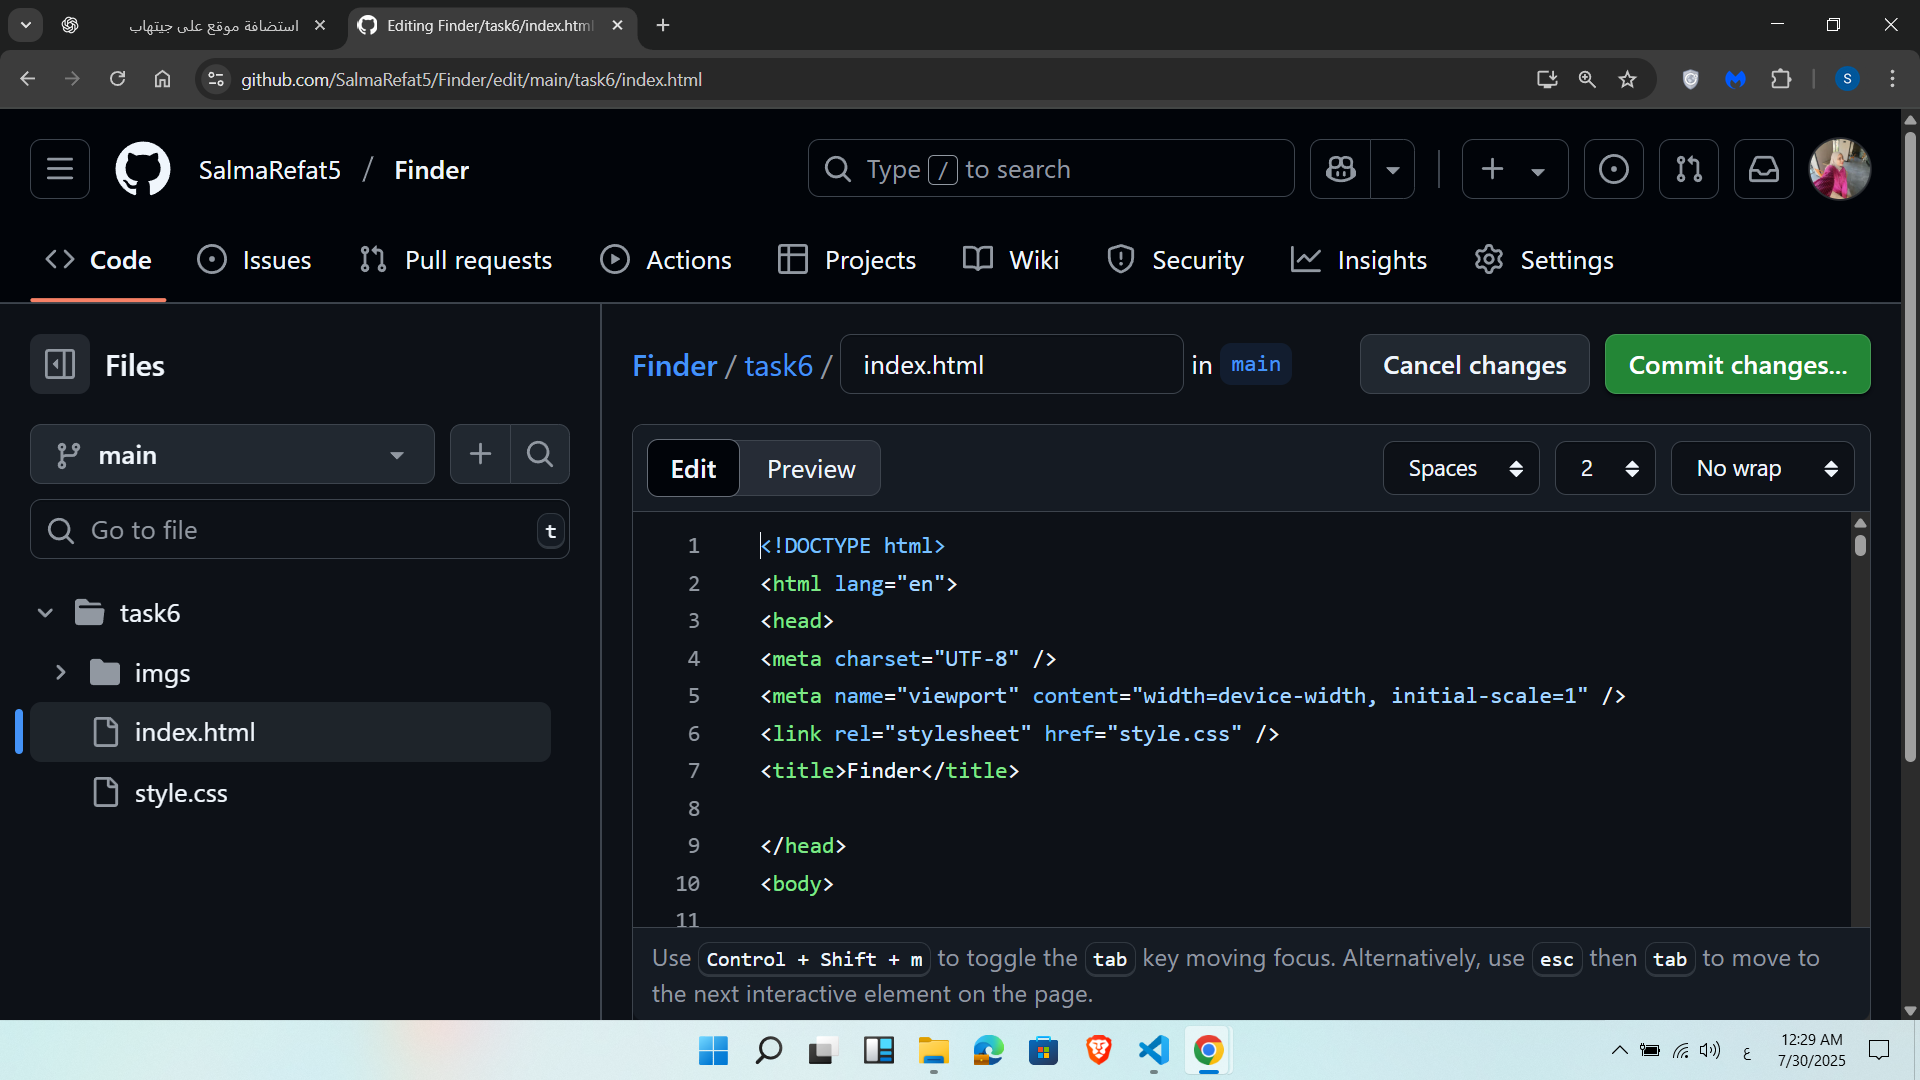 استضافة موقع على جيتهاب
Editing Finder/task6/index.html
github.com/SalmaRefat5/Finder/edit/main/task6/index.html
S
SalmaRefat5 / Finder
Type / to search
Code
Issues
Pull requests
Actions
Projects
Wiki
Security
Insights
Settings
Files
Finder / task6 / index.html in main
Cancel changes
Commit changes...
main
Edit
Preview
Spaces
2
No wrap
Go to file
t
task6
imgs
index.html
style.css
1 <!DOCTYPE html>
2 <html lang="en">
3 <head>
4 <meta charset="UTF-8" />
5 <meta name="viewport" content="width=device-width, initial-scale=1" />
6 <link rel="stylesheet" href="style.css" />
7 <title>Finder</title>
8
9 </head>
10 <body>
11
Use Control + Shift + m to toggle the tab key moving focus. Alternatively, use esc then tab to move to
the next interactive element on the page.
ع
12:29 AM
7/30/2025